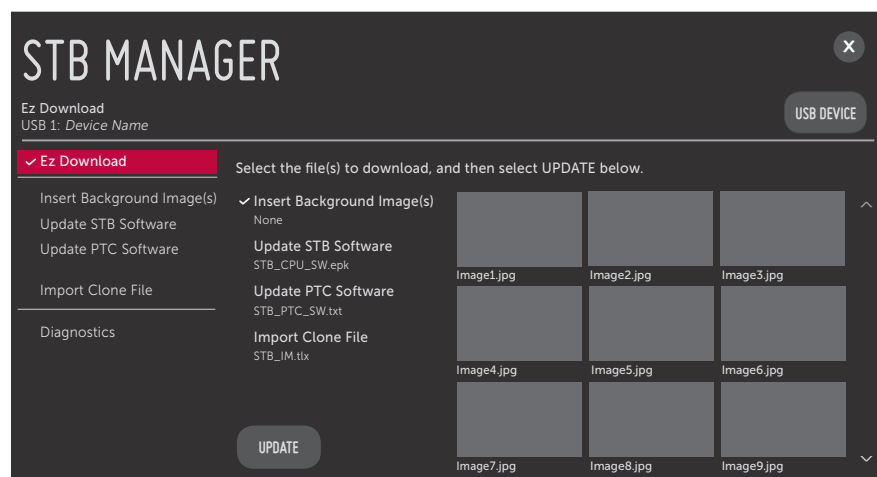 STB MANAGER
X
Ez Download
USB 1: Device Name
USB DEVICE
Ez Download
Insert Background Image(s)
Update STB Software
Update PTC Software
Import Clone File
Diagnostics
Select the file(s) to download, and then select UPDATE below.
Insert Background Image(s)
None
Update STB Software
STB_CPU_SW.epk
Update PTC Software
STB_PTC_SW.txt
Import Clone File
STB_IM.tlx
UPDATE
Image1.jpg
Image2.jpg
Image3.jpg
Image4.jpg
Image5.jpg
Image6.jpg
Image7.jpg
Image8.jpg
Image9.jpg